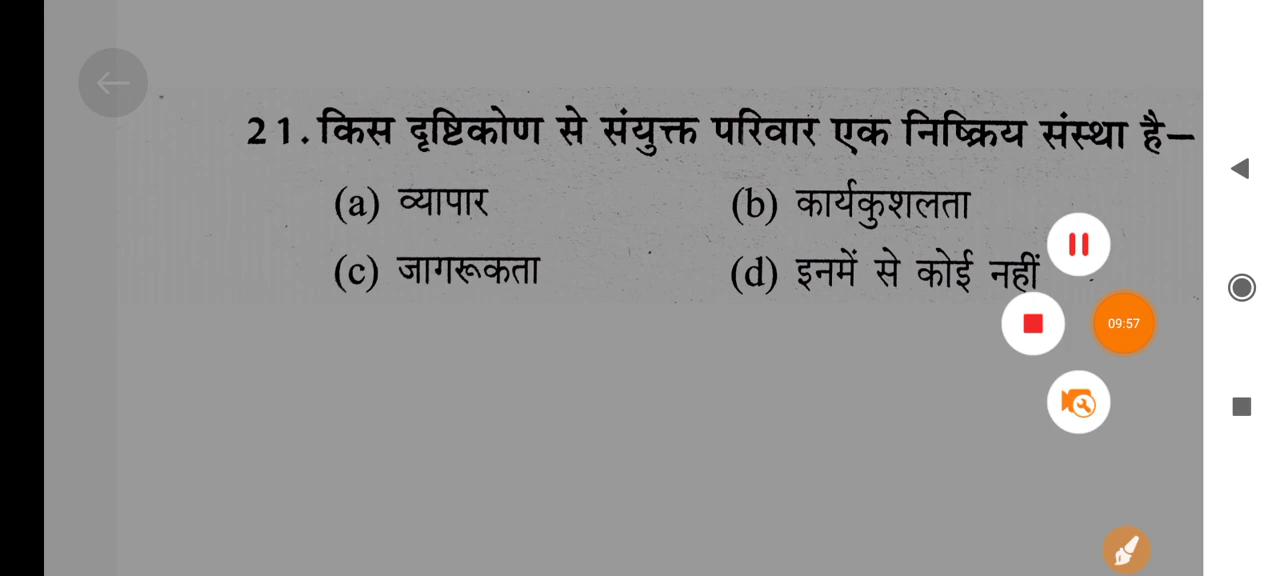 21. किस दृष्टिकोण से संयुक्त परिवार एक निष्क्रिय संस्था है–
(a) व्यापार (b) कार्यकुशलता
(c) जागरूकता (d) इनमें से कोई नहीं
09:57